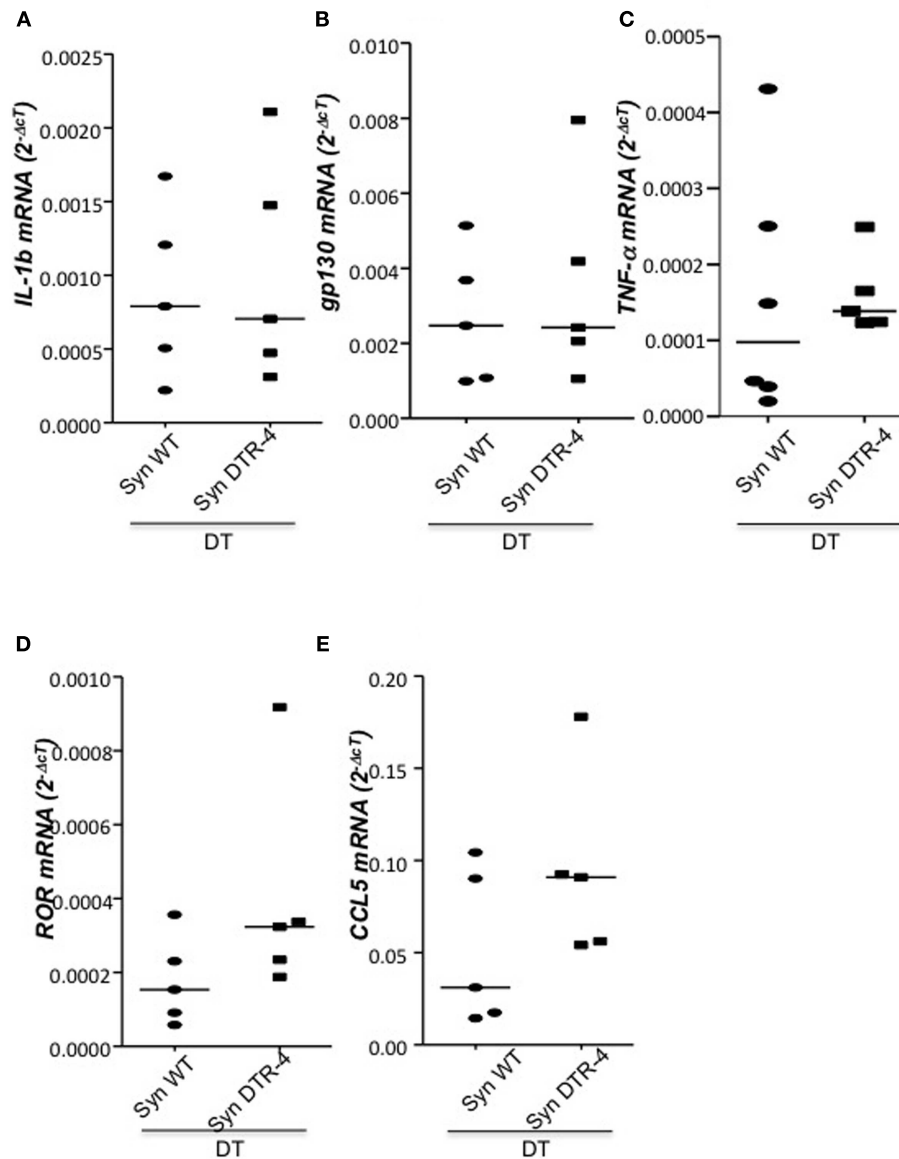 A
IL-1b mRNA (2-ΔcT)
0.0025
0.0020
0.0015
0.0010
0.0005
0.0000
Syn WT
Syn DTR-4
DT
B
gp130 mRNA (2-ΔcT)
0.010
0.008
0.006
0.004
0.002
0.000
Syn WT
Syn DTR-4
DT
C
TNF-α mRNA (2-ΔcT)
0.0005
0.0004
0.0003
0.0002
0.0001
0.0000
Syn WT
Syn DTR-4
DT
D
ROR mRNA (2-ΔcT)
0.0010
0.0008
0.0006
0.0004
0.0002
0.0000
Syn WT
Syn DTR-4
DT
E
CCL5 mRNA (2-ΔcT)
0.20
0.15
0.10
0.05
0.00
Syn WT
Syn DTR-4
DT